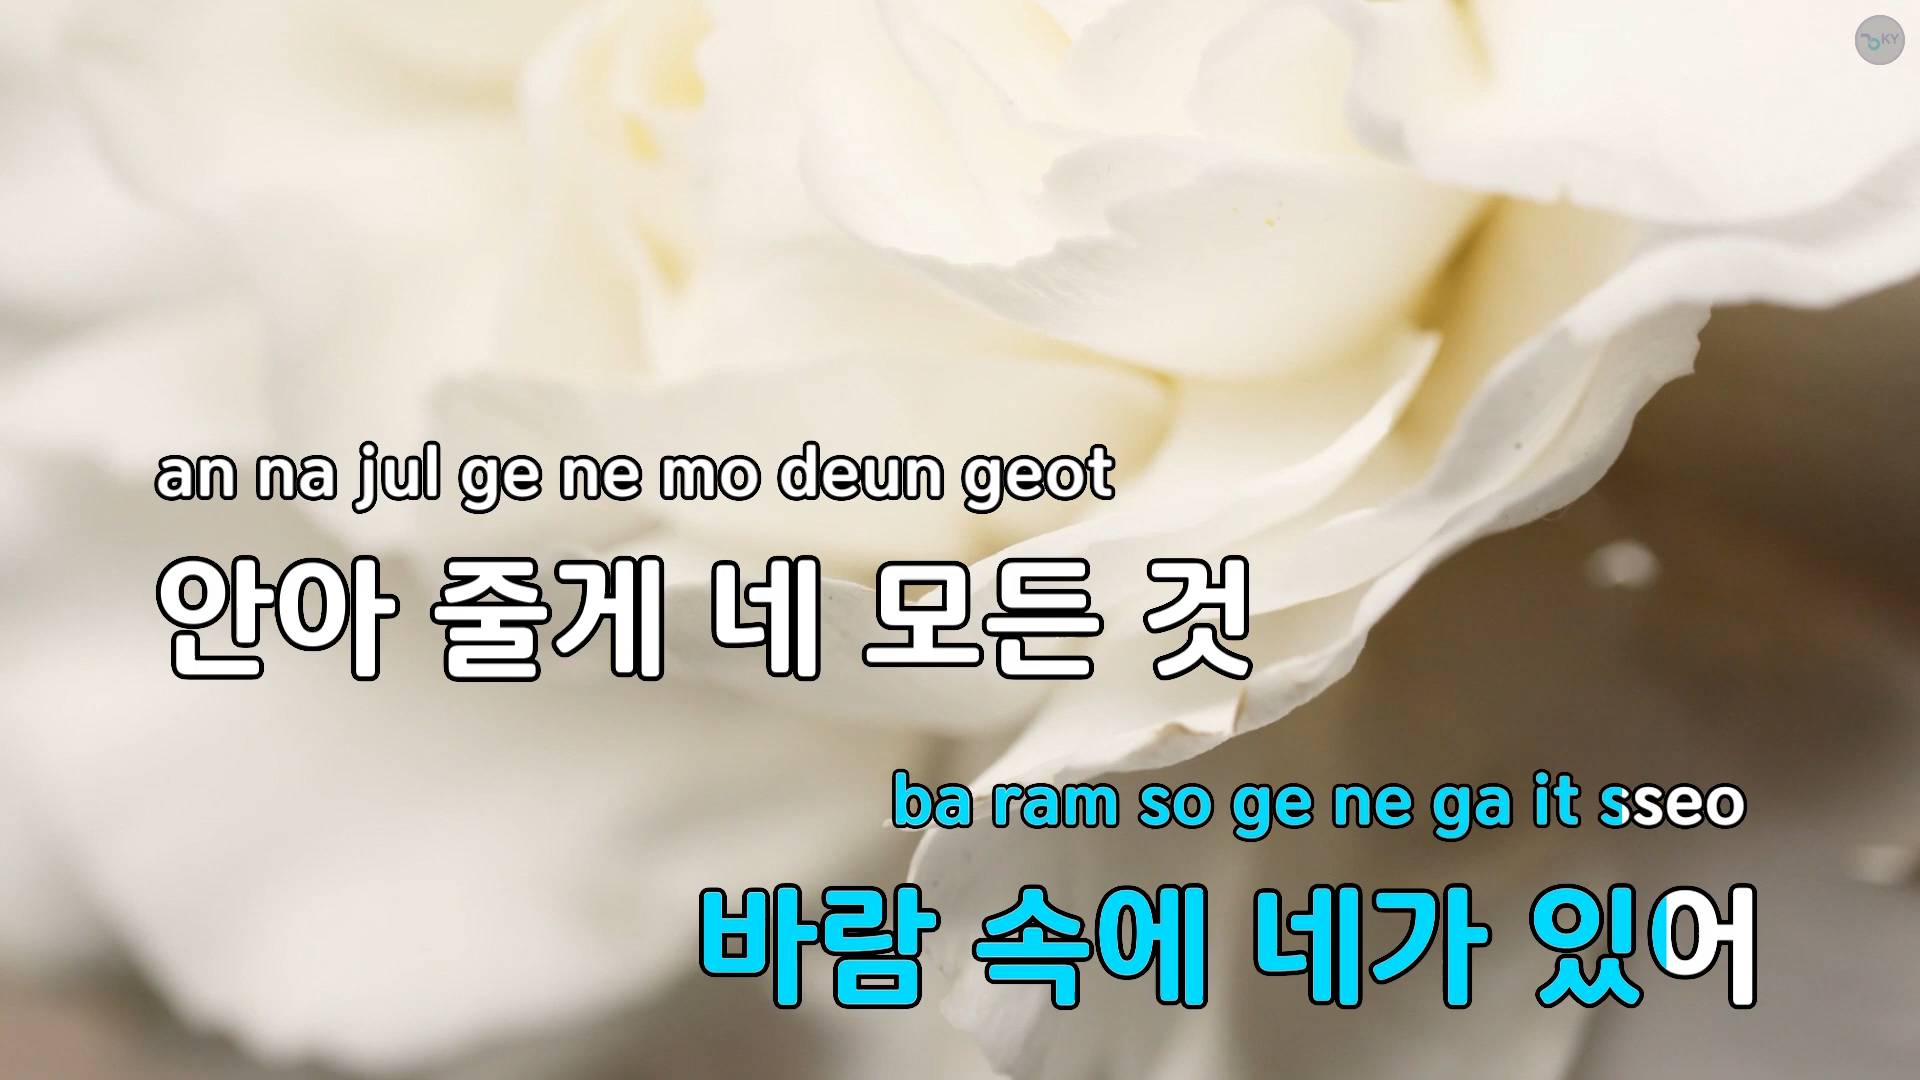 KY
an na jul ge ne mo deun geot
안아 줄게 네 모든 것
ba ram so ge ne ga it sseo
바람 속에 네가 있어